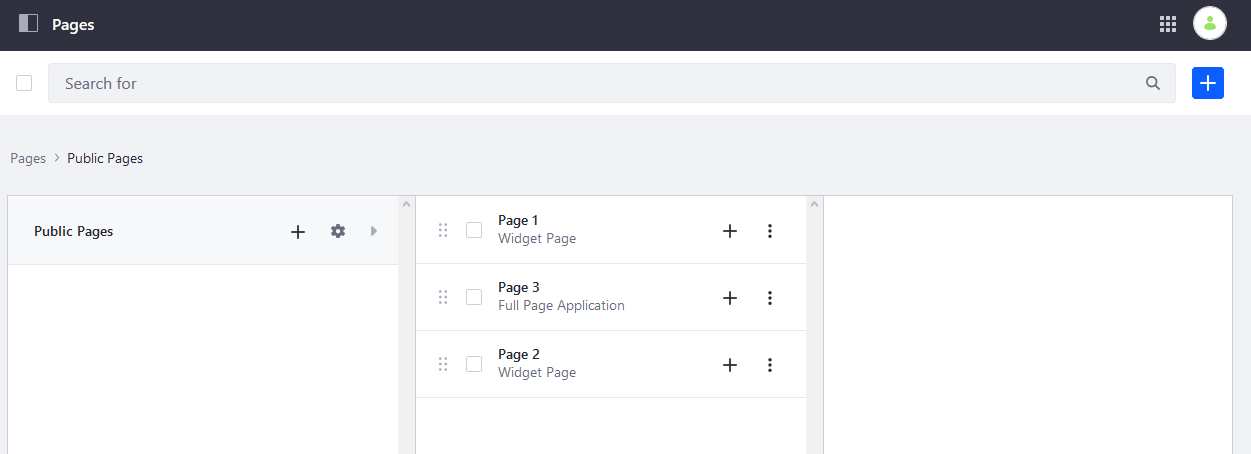 Pages
Search for
Pages > Public Pages
Public Pages
Page 1
Widget Page
Page 3
Full Page Application
Page 2
Widget Page